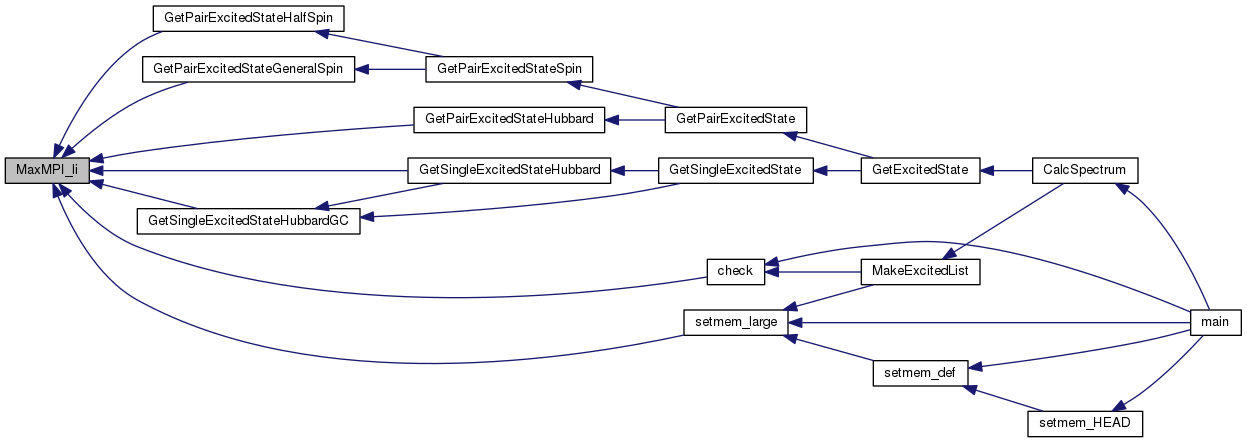 GetPairExcitedStateHalfSpin
GetPairExcitedStateGeneralSpin
GetPairExcitedStateSpin
GetPairExcitedStateHubbard
GetPairExcitedState
MaxMPI_li
GetSingleExcitedStateHubbard
GetSingleExcitedState
GetExcitedState
CalcSpectrum
GetSingleExcitedStateHubbardGC
check
MakeExcitedList
setmem_large
main
setmem_def
setmem_HEAD